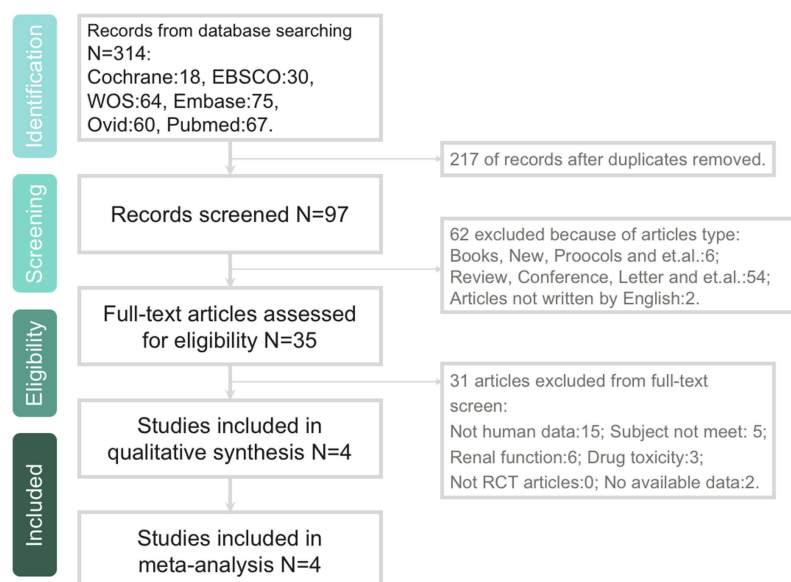 Identification
Records from database searching
N=314:
Cochrane:18, EBSCO:30,
WOS:64, Embase:75,
Ovid:60, Pubmed:67.
217 of records after duplicates removed.
Screening
Records screened N=97
62 excluded because of articles type:
Books, New, Proocols and et.al.:6;
Review, Conference, Letter and et.al.:54;
Articles not written by English:2.
Eligibility
Full-text articles assessed
for eligibility N=35
31 articles excluded from full-text
screen:
Not human data:15; Subject not meet: 5;
Renal function:6; Drug toxicity:3;
Not RCT articles:0; No available data:2.
Included
Studies included in
qualitative synthesis N=4
Studies included in
meta-analysis N=4